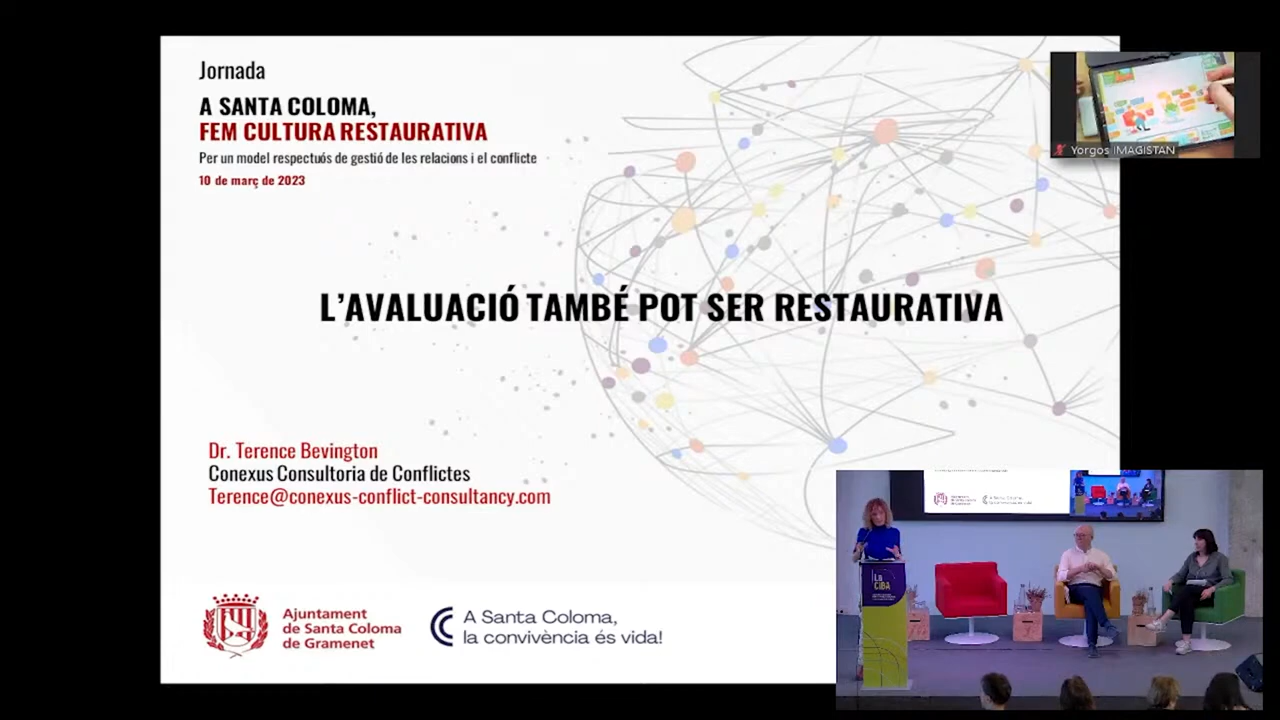 Jornada
A SANTA COLOMA,
FEM CULTURA RESTAURATIVA
Per un model respectuós de gestió de les relacions i el conflicte
10 de març de 2023
Yorgos IMAGISTAN
L'AVALUACIÓ TAMBÉ POT SER RESTAURATIVA
Dr. Terence Bevington
Conexus Consultoria de Conflictes
Terence@conexus-conflict-consultancy.com
Ajuntament
de Santa Coloma
de Gramenet
A Santa Coloma,
la convivència és vida!
La
CIBA